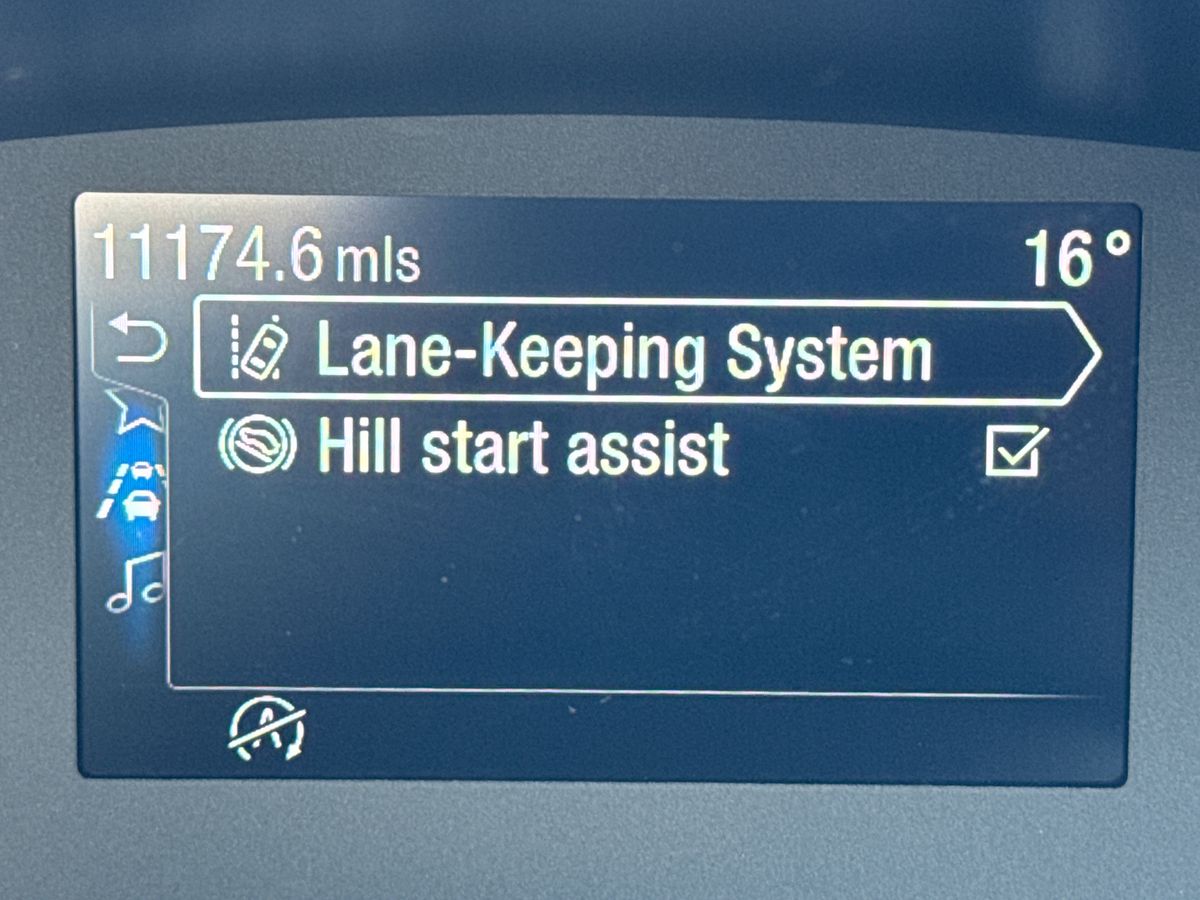 11174.6 mls 16°
Lane-Keeping System
Hill start assist